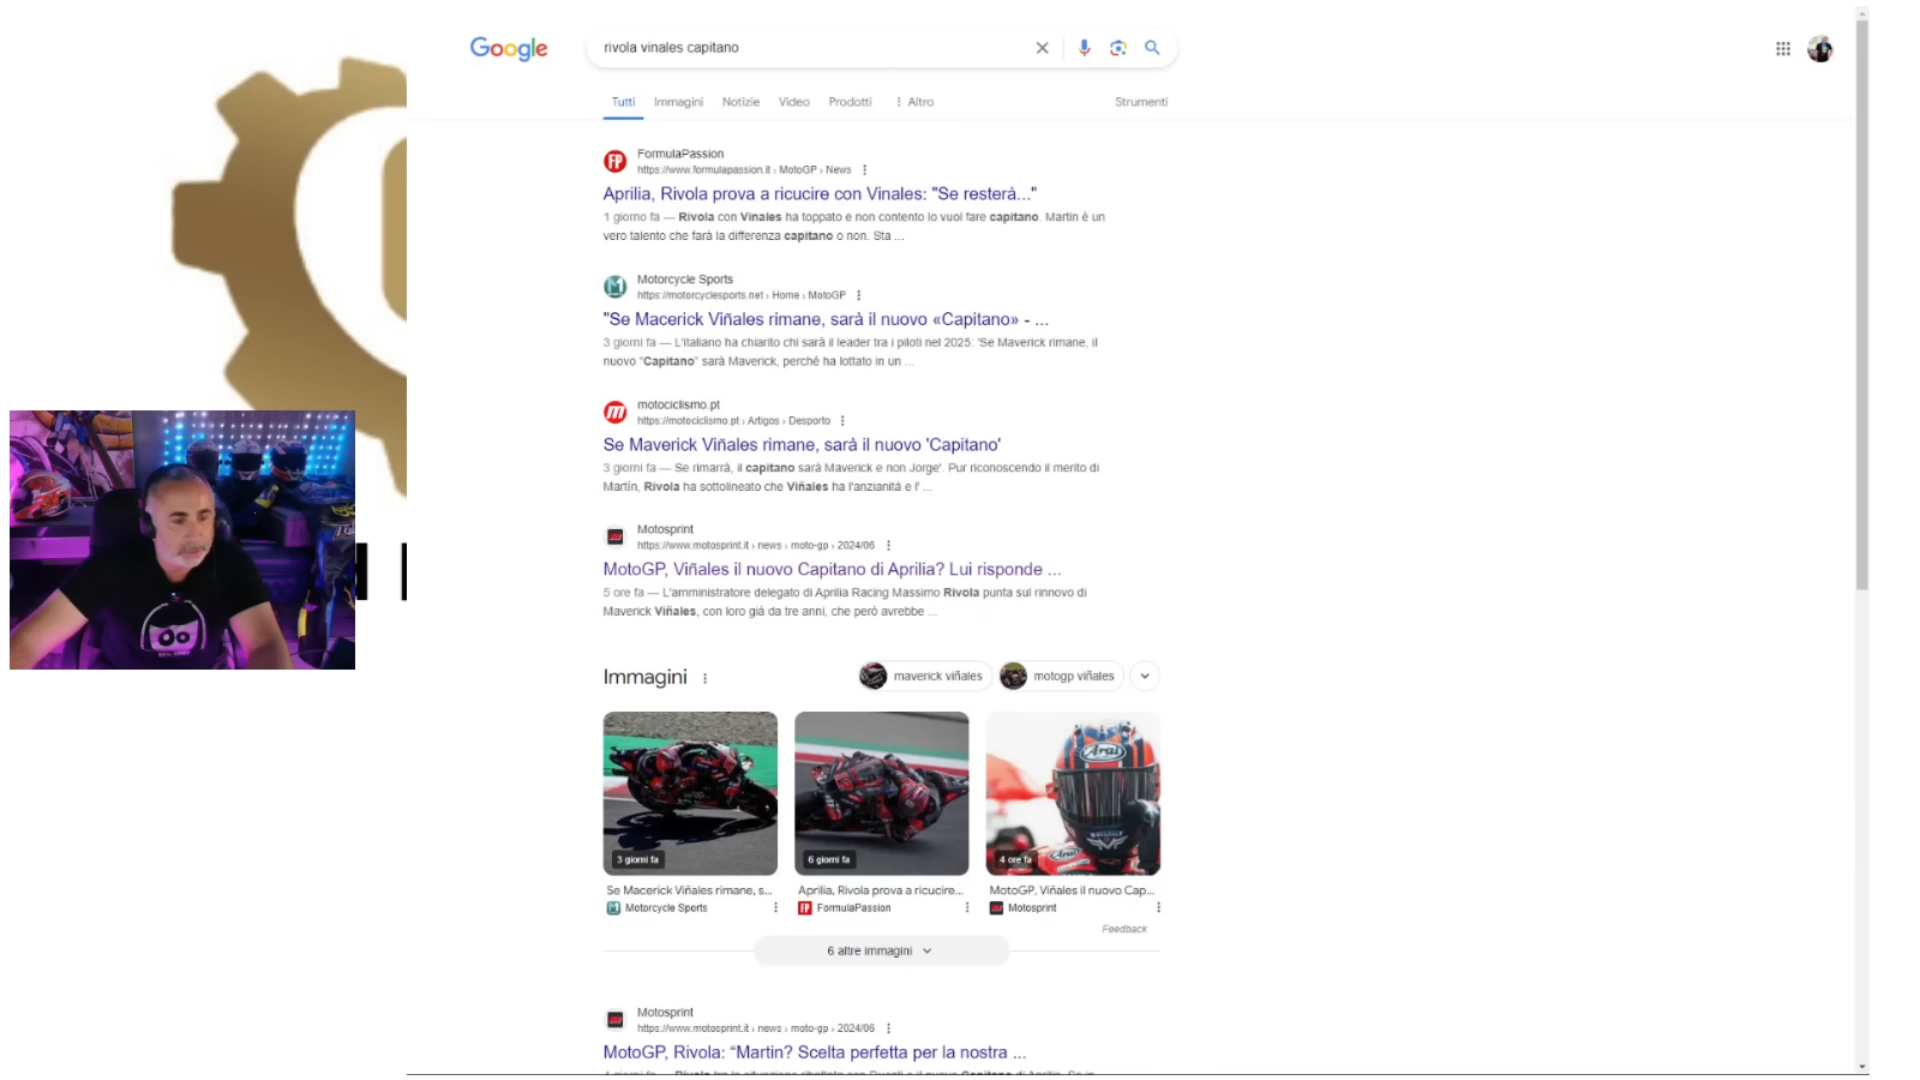 Google
rivola vinales capitano
Tutti
Immagini
Notizie
Video
Prodotti
Altro
Strumenti
FP
FormulaPassion
https://www.formulapassion.it › MotoGP › News
Aprilia, Rivola prova a ricucire con Vinales: "Se resterà..."
1 giorno fa — Rivola con Vinales ha toppato e non contento lo vuol fare capitano. Martin è un
vero talento che farà la differenza capitano o non. Sta ...
Motorcycle Sports
https://motorcyclesports.net › Home › MotoGP
"Se Macerick Viñales rimane, sarà il nuovo «Capitano» - ...
3 giorni fa — L'italiano ha chiarito chi sarà il leader tra i piloti nel 2025: 'Se Maverick rimane, il
nuovo "Capitano" sarà Maverick, perché ha lottato in un ...
m
motociclismo.pt
https://motociclismo.pt › Artigos › Desporto
Se Maverick Viñales rimane, sarà il nuovo 'Capitano'
3 giorni fa — Se rimarrà, il capitano sarà Maverick e non Jorge'. Pur riconoscendo il merito di
Martín, Rivola ha sottolineato che Viñales ha l'anzianità e l' ...
Motosprint
https://www.motosprint.it › news › moto-gp › 2024/06
MotoGP, Viñales il nuovo Capitano di Aprilia? Lui risponde ...
5 ore fa — L'amministratore delegato di Aprilia Racing Massimo Rivola punta sul rinnovo di
Maverick Viñales, con loro già da tre anni, che però avrebbe ...
Immagini
maverick viñales
motogp viñales
Arai
Arai
3 giorni fa
6 giorni fa
4 ore fa
Se Macerick Viñales rimane, s...
Aprilia, Rivola prova a ricucire...
MotoGP, Viñales il nuovo Cap...
Motorcycle Sports
FP FormulaPassion
Motosprint
Feedback
6 altre immagini
Motosprint
https://www.motosprint.it › news › moto-gp › 2024/06
MotoGP, Rivola: “Martin? Scelta perfetta per la nostra ...